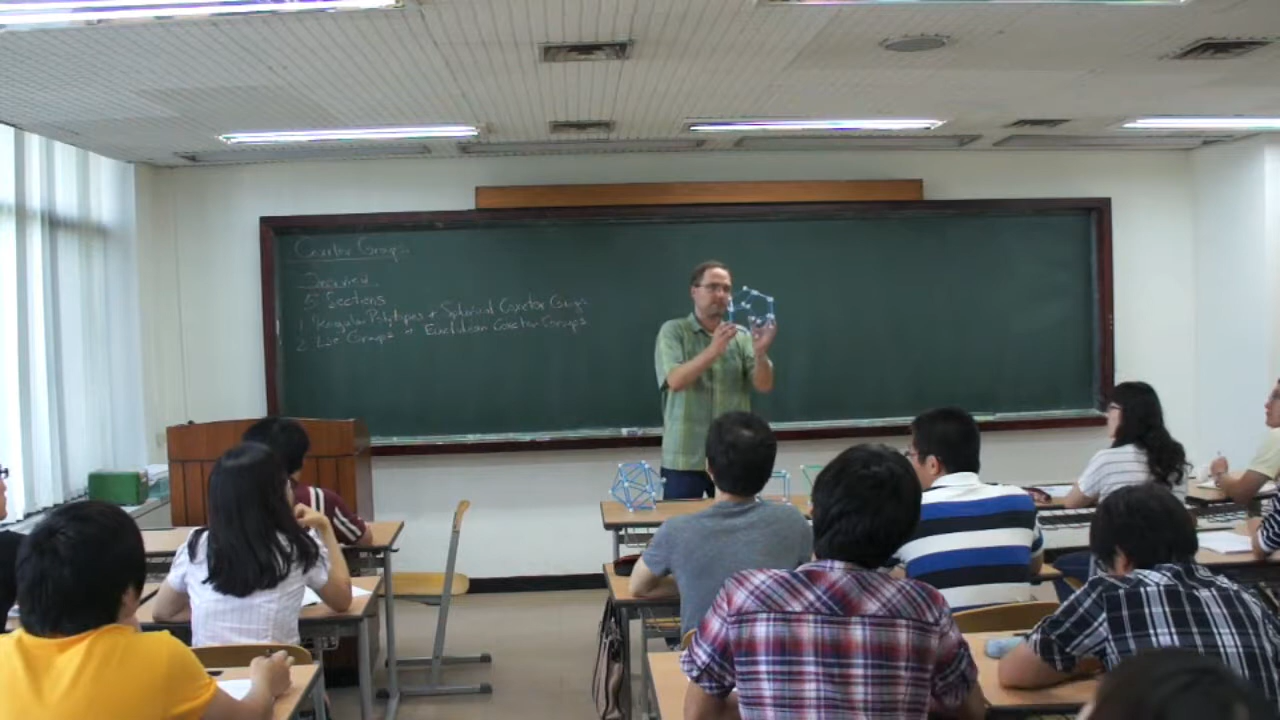 Coxeter Groups
Overview
5 Sections
1. Regular Polytopes + Spherical Coxeter Groups
2. Lie Groups + Euclidean Coxeter Groups